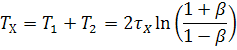 T_X = T_1 + T_2 = 2τ_X ln((1 + β)/(1 − β))